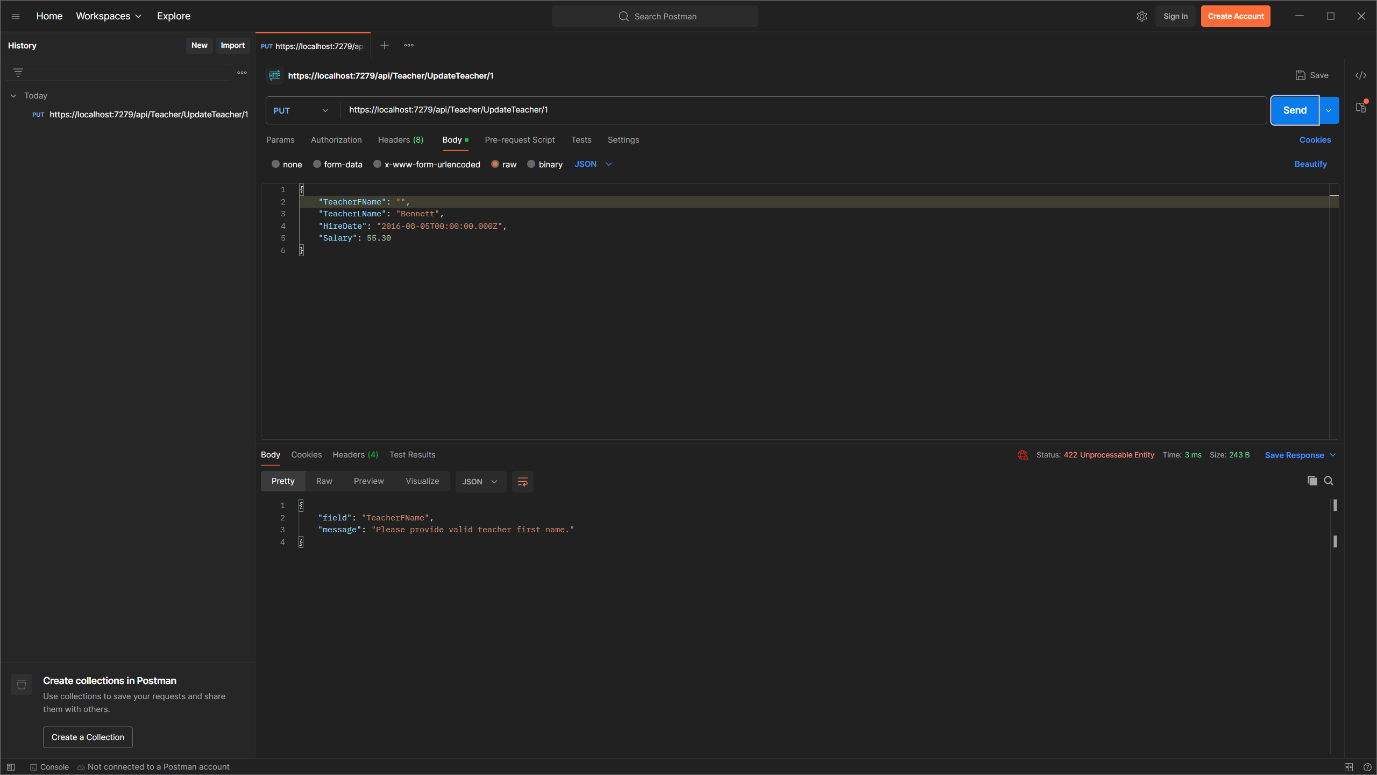 Home Workspaces Explore Search Postman Sign In Create Account
History New Import PUT https://localhost:7279/ap
https://localhost:7279/api/Teacher/UpdateTeacher/1 Save
Today
PUT https://localhost:7279/api/Teacher/UpdateTeacher/1
PUT https://localhost:7279/api/Teacher/UpdateTeacher/1 Send
Params Authorization Headers (8) Body Pre-request Script Tests Settings Cookies
none form-data x-www-form-urlencoded raw binary JSON Beautify
1 {
2 "TeacherFName": "",
3 "TeacherLName": "Bennett",
4 "HireDate": "2016-08-05T00:00:00.000Z",
5 "Salary": 55.30
6 }
Body Cookies Headers (4) Test Results Status: 422 Unprocessable Entity Time: 3 ms Size: 243 B Save Response
Pretty Raw Preview Visualize JSON
1 {
2 "field": "TeacherFName",
3 "message": "Please provide valid teacher first name."
4 }
Create collections in Postman
Use collections to save your requests and share
them with others.
Create a Collection
Console Not connected to a Postman account